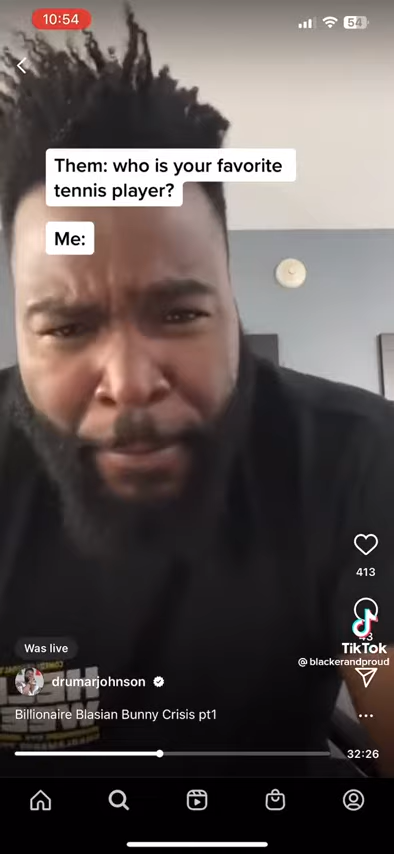 10:54
54
Them: who is your favorite
tennis player?
Me:
413
43
TikTok
@ blackerandproud
Was live
drumarjohnson
Billionaire Blasian Bunny Crisis pt1
32:26